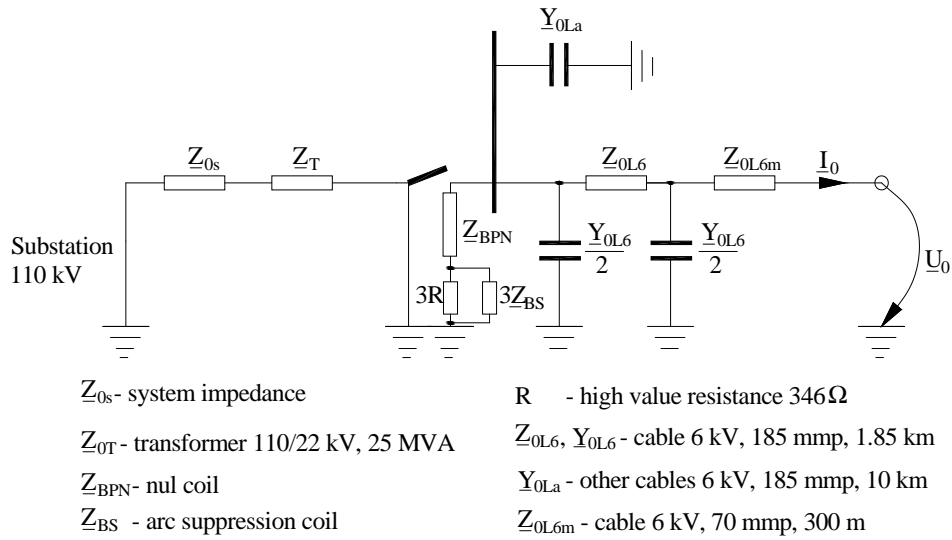 Y0La
Z0s
ZT
Z0L6
Z0L6m
I0
ZBPN
Y0L6
2
Y0L6
2
U0
Substation
110 kV
3R
3ZBS
Z0s- system impedance
Z0T - transformer 110/22 kV, 25 MVA
ZBPN- nul coil
ZBS - arc suppression coil
R - high value resistance 346Ω
Z0L6, Y0L6 - cable 6 kV, 185 mmp, 1.85 km
Y0La - other cables 6 kV, 185 mmp, 10 km
Z0L6m - cable 6 kV, 70 mmp, 300 m